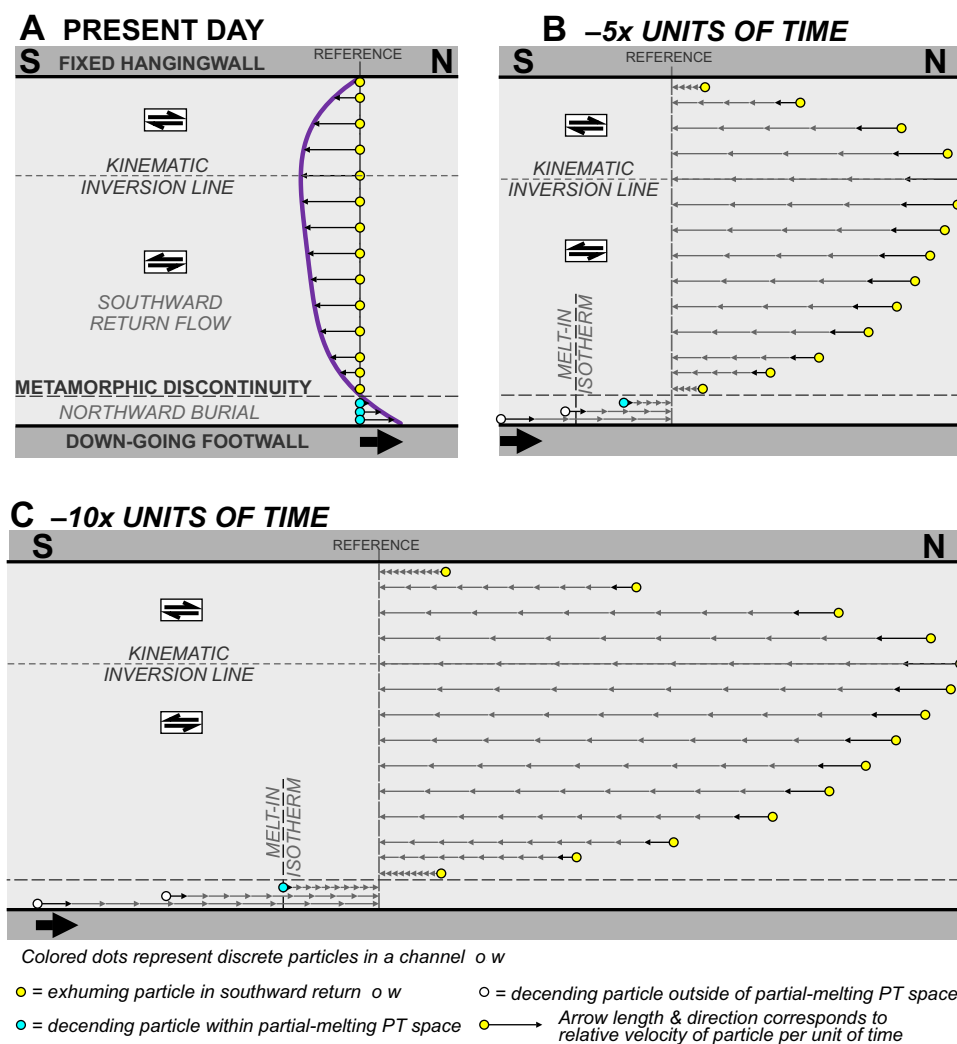 A PRESENT DAY
S
REFERENCE
N
FIXED HANGINGWALL
KINEMATIC
INVERSION LINE
SOUTHWARD
RETURN FLOW
METAMORPHIC DISCONTINUITY
NORTHWARD BURIAL
DOWN-GOING FOOTWALL
B –5x UNITS OF TIME
S
REFERENCE
N
KINEMATIC
INVERSION LINE
MELT-IN
ISOTHERM
C –10x UNITS OF TIME
S
REFERENCE
N
KINEMATIC
INVERSION LINE
MELT-IN
ISOTHERM
Colored dots represent discrete particles in a channel o w
= exhuming particle in southward return o w
= decending particle within partial-melting PT space
= decending particle outside of partial-melting PT space
Arrow length & direction corresponds to
relative velocity of particle per unit of time